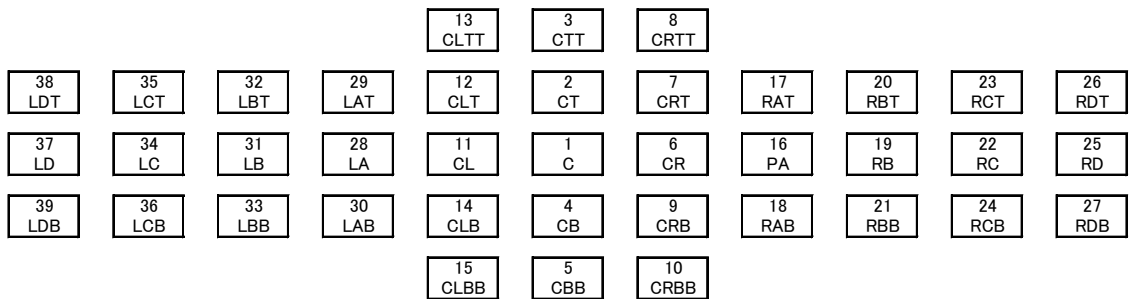 13 3 8
CLTT CTT CRTT
38 35 32 29 12 2 7 17 20 23 26
LDT LCT LBT LAT CLT CT CRT RAT RBT RCT RDT
37 34 31 28 11 1 6 16 19 22 25
LD LC LB LA CL C CR PA RB RC RD
39 36 33 30 14 4 9 18 21 24 27
LDB LCB LBB LAB CLB CB CRB RAB RBB RCB RDB
15 5 10
CLBB CBB CRBB